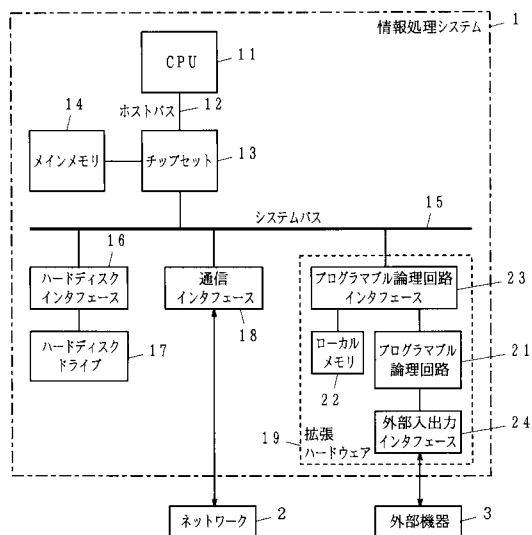 情報処理システム
1
CPU
11
ホストバス
12
14
メインメモリ
チップセット
13
システムバス
15
16
ハードディスク
インタフェース
通信
インタフェース
18
プログラマブル論理回路
インタフェース
23
ハードディスク
ドライブ
17
ローカル
メモリ
22
プログラマブル
論理回路
21
外部入出力
インタフェース
24
19
拡張
ハードウェア
ネットワーク
2
外部機器
3